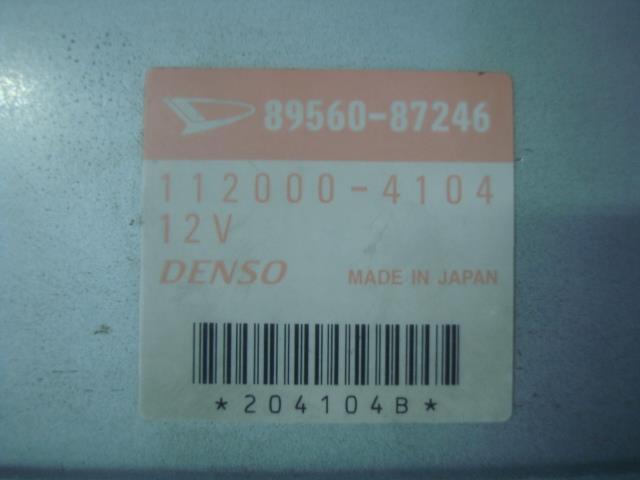 89560-87246
112000-4104
12V
DENSO MADE IN JAPAN
*204104B*